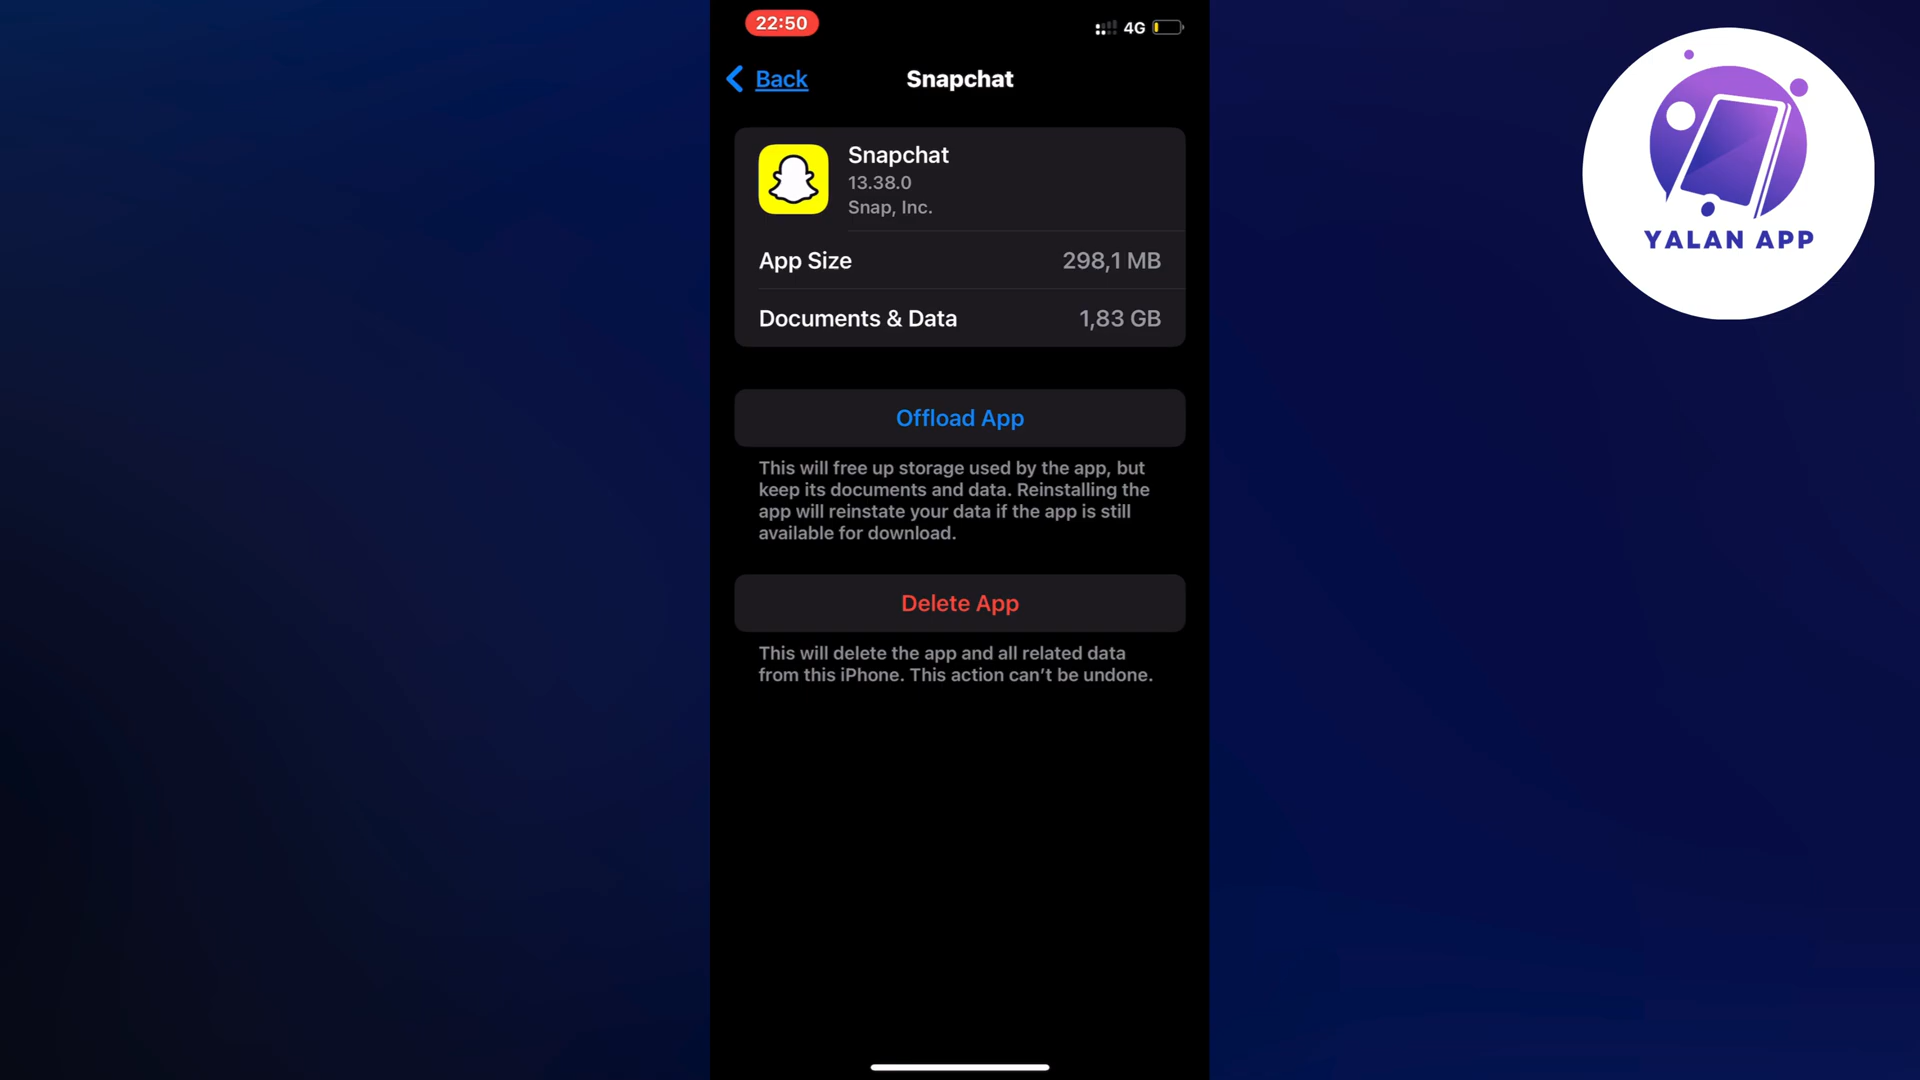 22:50
4G
Back
Snapchat
Snapchat
13.38.0
Snap, Inc.
App Size
298,1 MB
Documents & Data
1,83 GB
Offload App
This will free up storage used by the app, but
keep its documents and data. Reinstalling the
app will reinstate your data if the app is still
available for download.
Delete App
This will delete the app and all related data
from this iPhone. This action can’t be undone.
YALAN APP